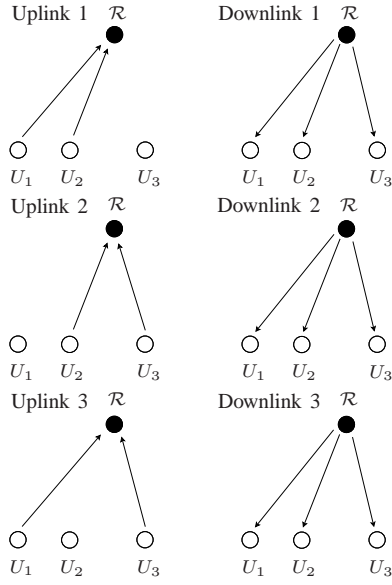 Uplink 1 ℛ Downlink 1 ℛ
U₁ U₂ U₃ U₁ U₂ U₃
Uplink 2 ℛ Downlink 2 ℛ
U₁ U₂ U₃ U₁ U₂ U₃
Uplink 3 ℛ Downlink 3 ℛ
U₁ U₂ U₃ U₁ U₂ U₃